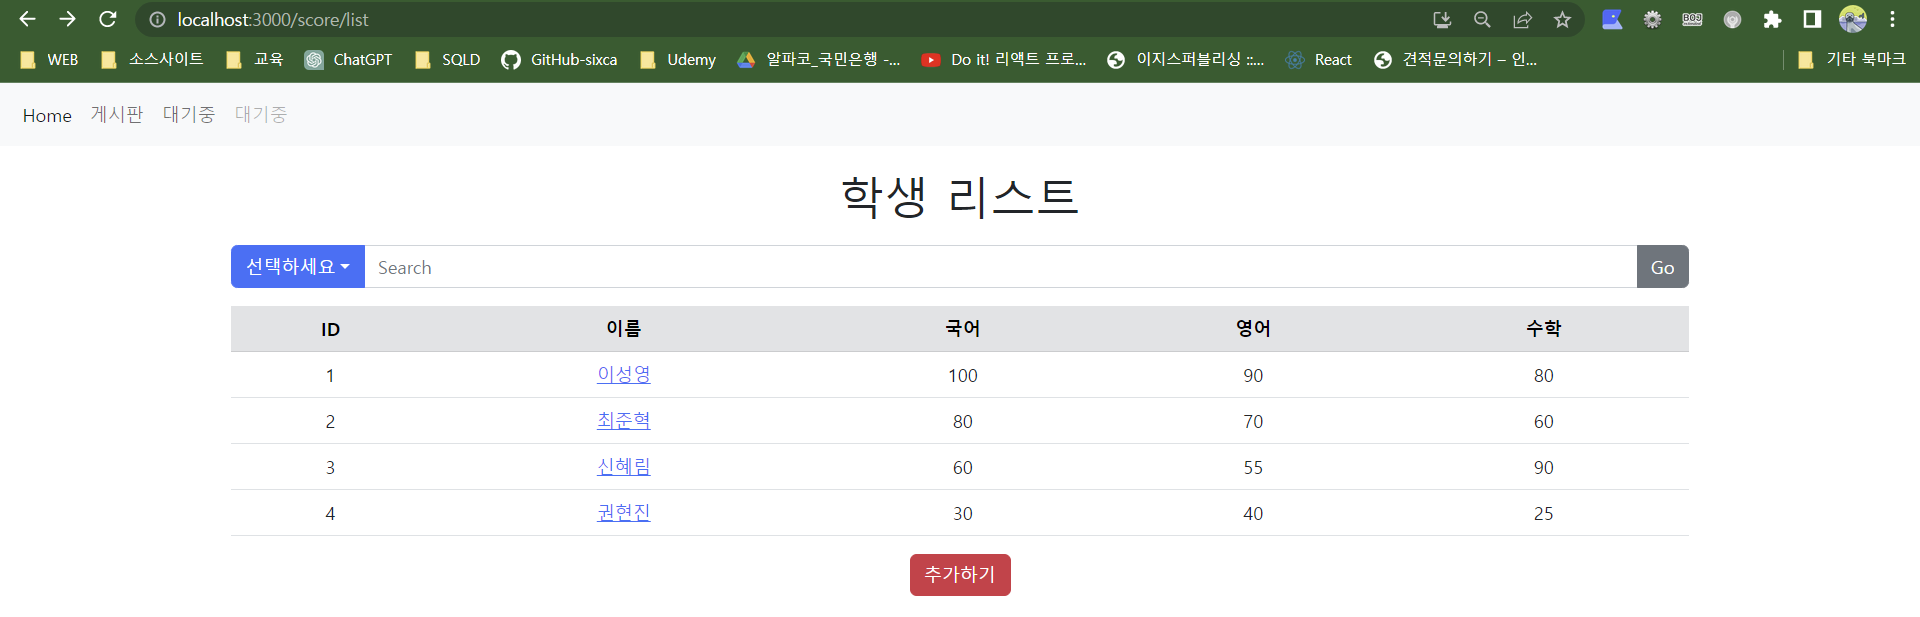 localhost:3000/score/list
WEB 소스사이트 교육 ChatGPT SQLD GitHub-sixca Udemy 알파코_국민은행 -... Do it! 리액트 프로... 이지스퍼블리싱 ::... React 견적문의하기 – 인... 기타 북마크
Home 게시판 대기중 대기중
학생 리스트
선택하세요 Search Go
ID 이름 국어 영어 수학
1 이성영 100 90 80
2 최준혁 80 70 60
3 신혜림 60 55 90
4 권현진 30 40 25
추가하기